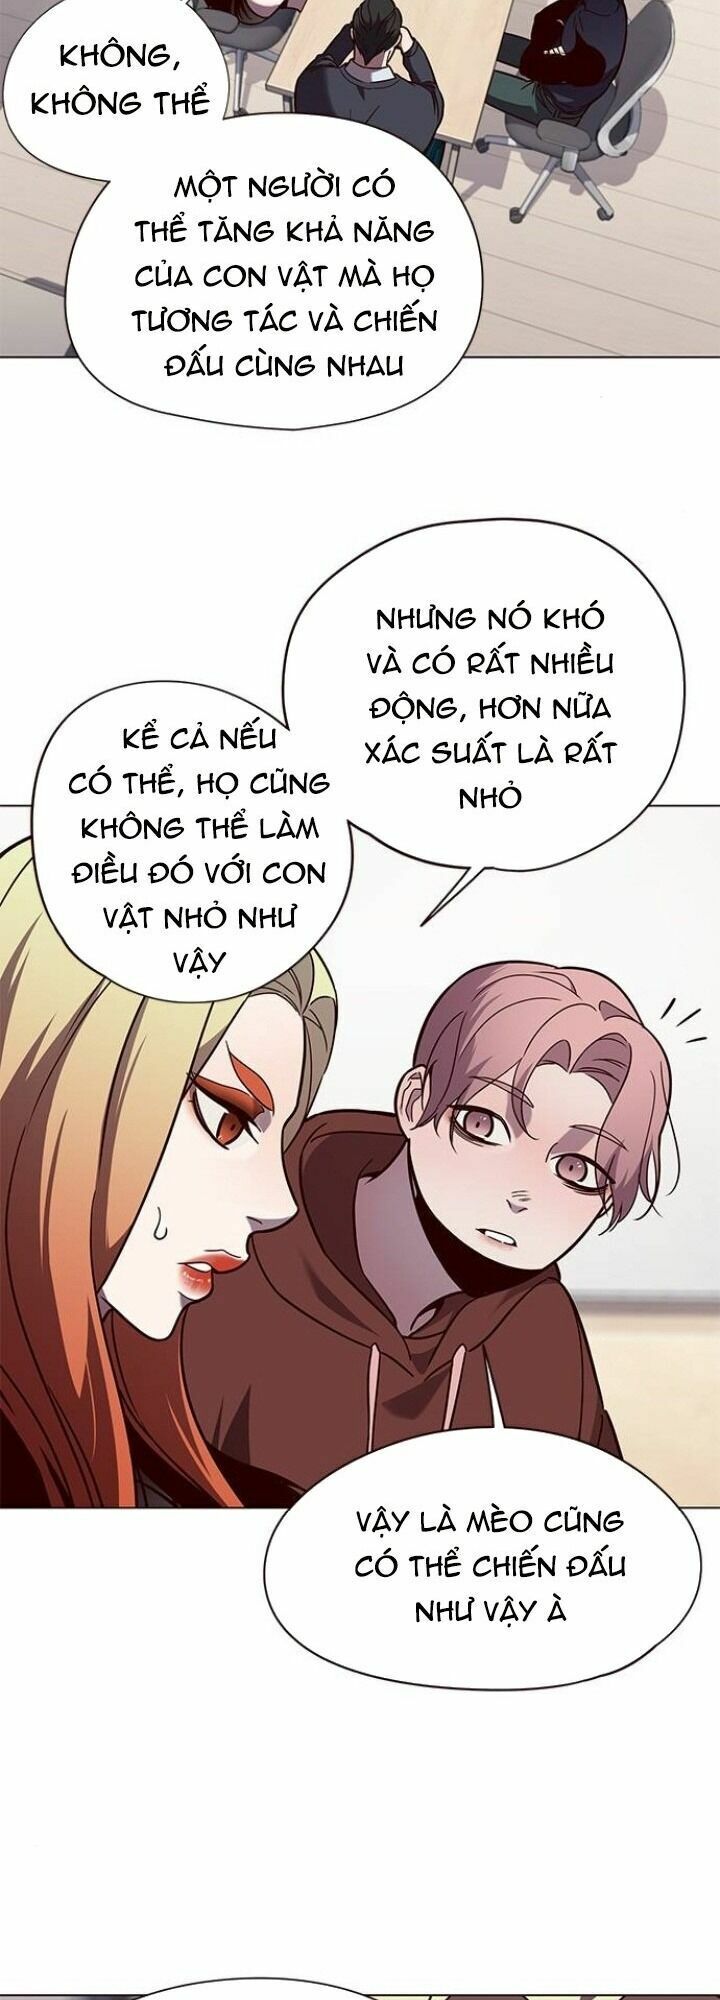 KHÔNG,
KHÔNG THỂ
MỘT NGƯỜI CÓ
THỂ TĂNG KHẢ NĂNG
CỦA CON VẬT MÀ HỌ
TƯƠNG TÁC VÀ CHIẾN
ĐẤU CÙNG NHAU
NHƯNG NÓ KHÓ
VÀ CÓ RẤT NHIỀU
ĐỘNG, HƠN NỮA
XÁC SUẤT LÀ RẤT
NHỎ
KỂ CẢ NẾU
CÓ THỂ, HỌ CŨNG
KHÔNG THỂ LÀM
ĐIỀU ĐÓ VỚI CON
VẬT NHỎ NHƯ
VẬY
VẬY LÀ MÈO CŨNG
CÓ THỂ CHIẾN ĐẤU
NHƯ VẬY À